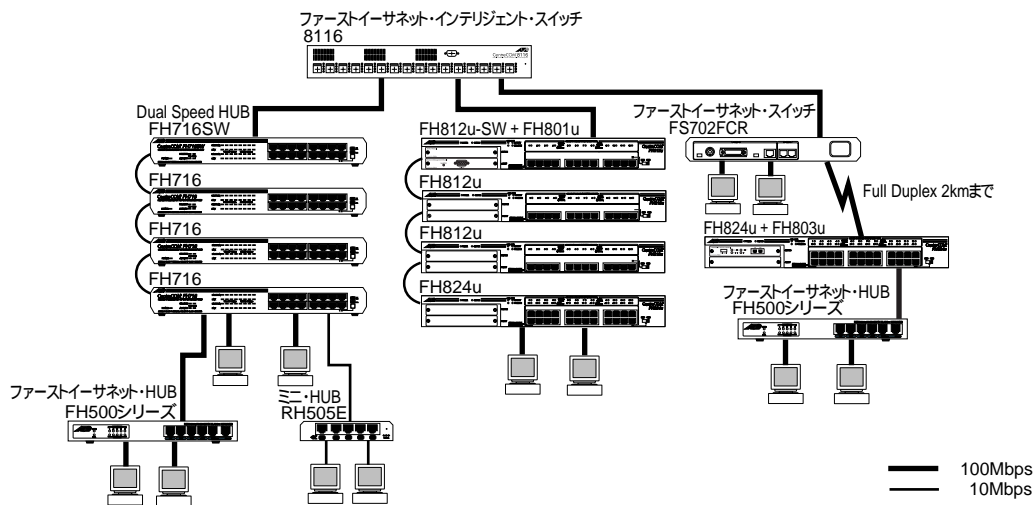 ファーストイーサネット・インテリジェント・スイッチ
8116
CentreCOM 8116
Dual Speed HUB
FH716SW
FH716
FH716
FH716
FH812u-SW + FH801u
FH812u
FH812u
FH824u
ファーストイーサネット・スイッチ
FS702FCR
Full Duplex 2kmまで
FH824u + FH803u
ファーストイーサネット・HUB
FH500シリーズ
ファーストイーサネット・HUB
FH500シリーズ
ミニ・HUB
RH505E
100Mbps
10Mbps